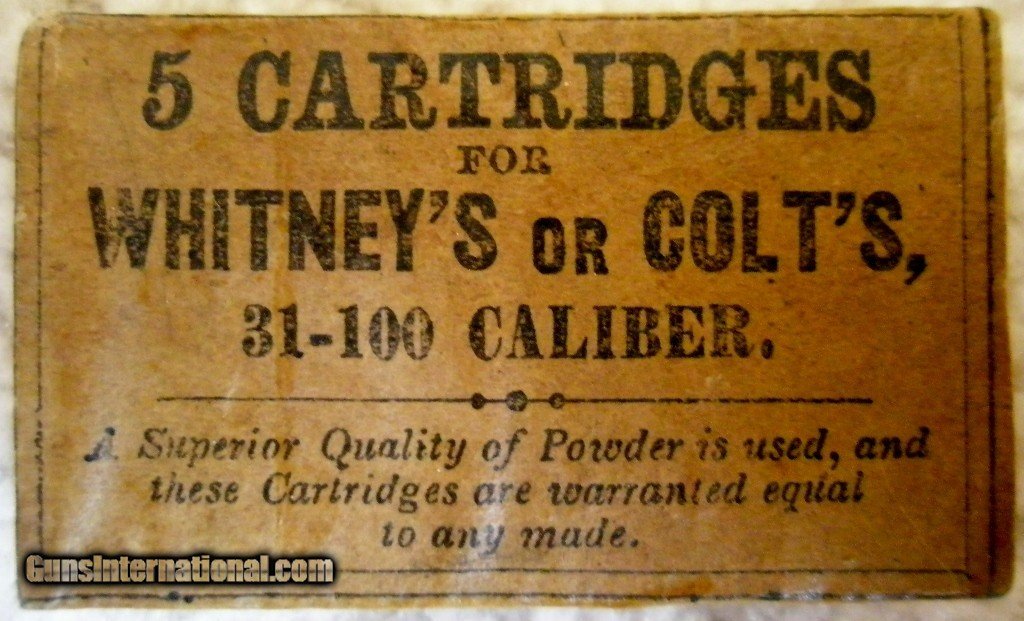 5 CARTRIDGES
FOR
WHITNEY'S OR COLT'S,
31-100 CALIBER.
A Superior Quality of Powder is used, and
these Cartridges are warranted equal
to any made.
GunsInternational.com